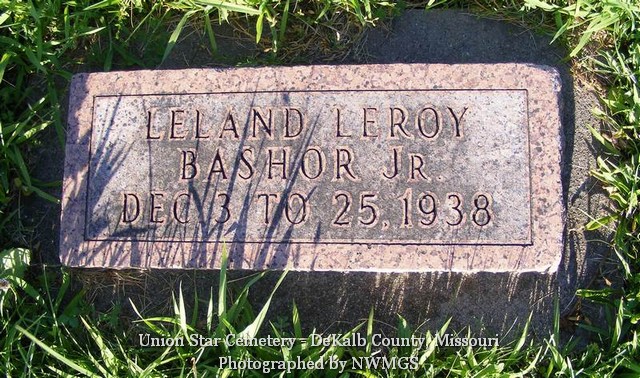 LELAND LEROY
BASHOR JR.
DEC 3 TO 25, 1938
Union Star Cemetery - DeKalb County, Missouri
Photographed by NWMGS